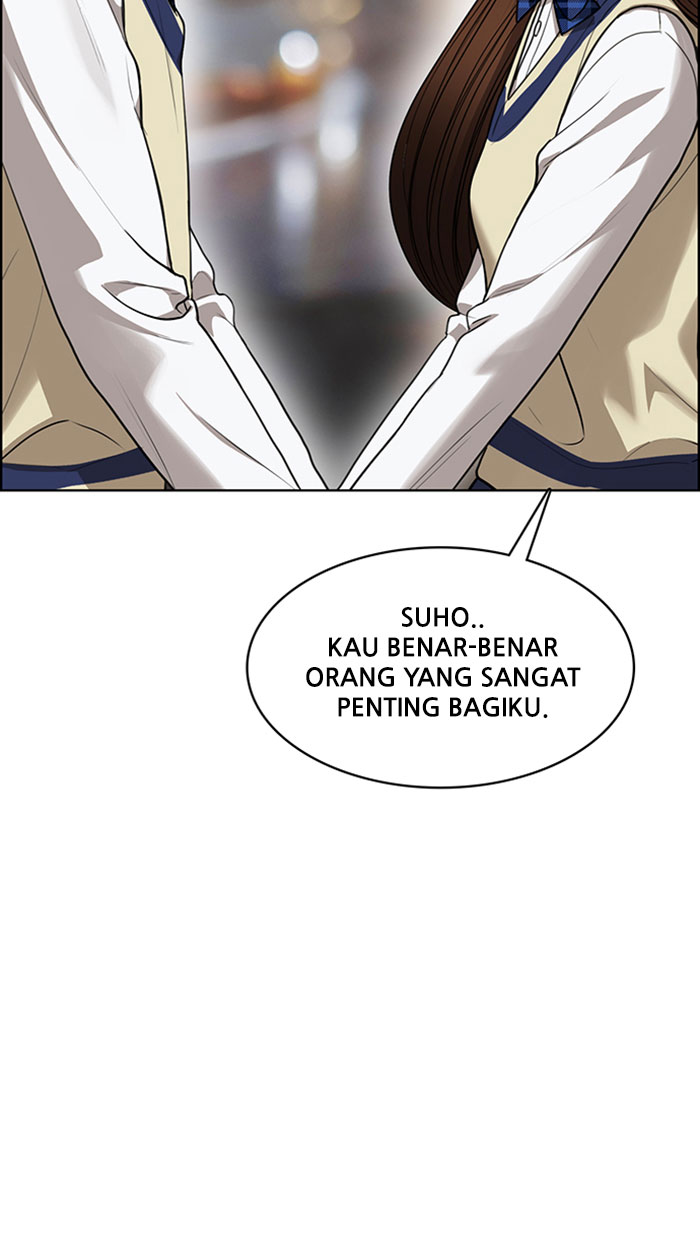 SUHO..
KAU BENAR-BENAR
ORANG YANG SANGAT
PENTING BAGIKU.